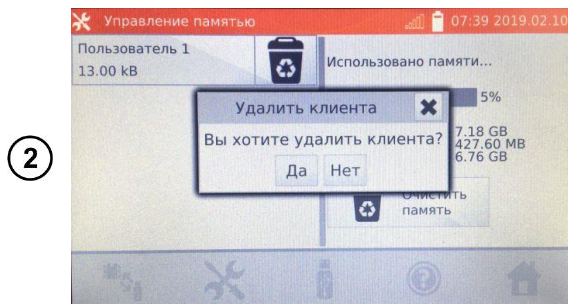 Управление памятью
07:39 2019.02.10
Пользователь 1
13.00 kB
Использовано памяти...
5%
7.18 GB
427.60 MB
6.76 GB
Удалить клиента
Вы хотите удалить клиента?
Да Нет
Очистить
память
2